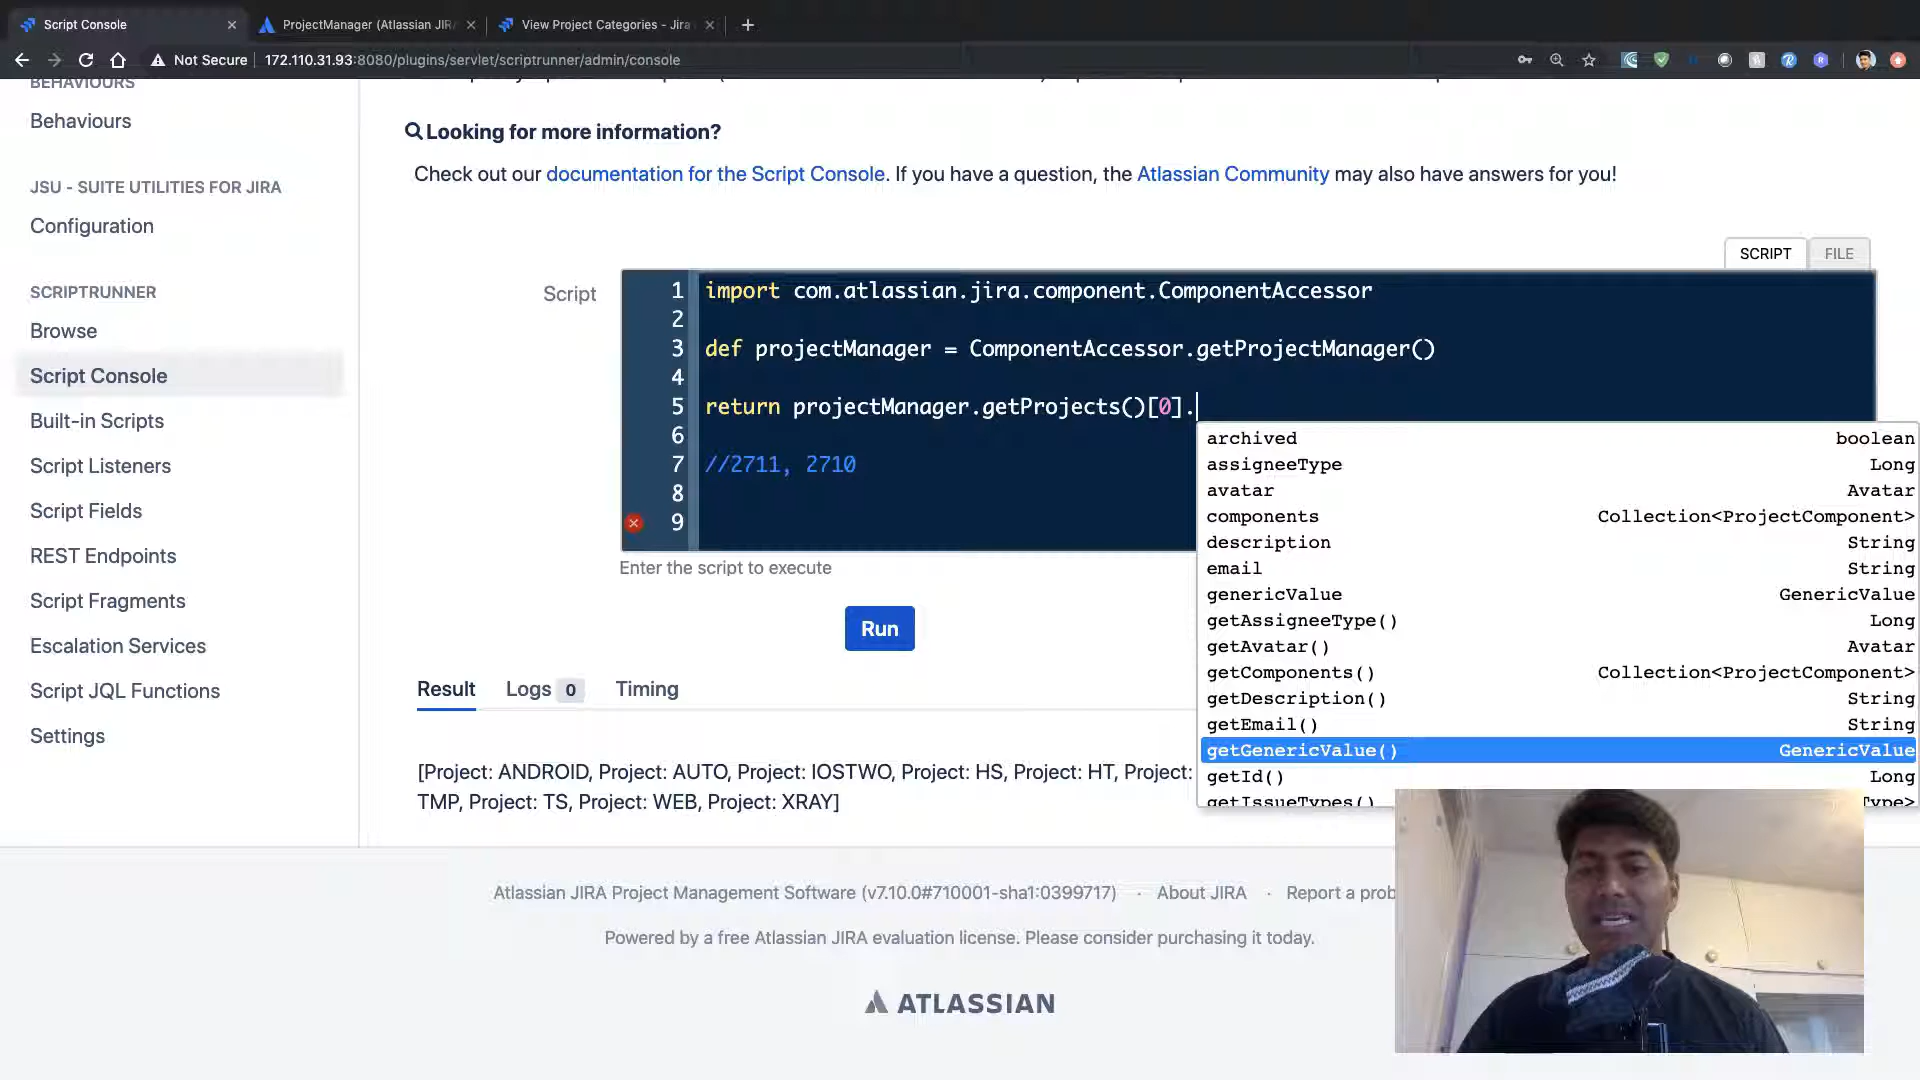 Script Console
ProjectManager (Atlassian JIR
View Project Categories - Jira
Not Secure
172.110.31.93:8080/plugins/servlet/scriptrunner/admin/console
BEHAVIOURS
Behaviours
JSU - SUITE UTILITIES FOR JIRA
Configuration
SCRIPTRUNNER
Browse
Script Console
Built-in Scripts
Script Listeners
Script Fields
REST Endpoints
Script Fragments
Escalation Services
Script JQL Functions
Settings
Looking for more information?
Check out our documentation for the Script Console. If you have a question, the Atlassian Community may also have answers for you!
SCRIPT FILE
Script
1 import com.atlassian.jira.component.ComponentAccessor
2
3 def projectManager = ComponentAccessor.getProjectManager()
4
5 return projectManager.getProjects()[0].
6
7 //2711, 2710
8
9
archived boolean
assigneeType Long
avatar Avatar
components Collection<ProjectComponent>
description String
email String
genericValue GenericValue
getAssigneeType() Long
getAvatar() Avatar
getComponents() Collection<ProjectComponent>
getDescription() String
getEmail() String
getGenericValue() GenericValue
getId() Long
getIssueTypes() Type>
Enter the script to execute
Run
Result Logs 0 Timing
[Project: ANDROID, Project: AUTO, Project: IOSTWO, Project: HS, Project: HT, Project:
TMP, Project: TS, Project: WEB, Project: XRAY]
Atlassian JIRA Project Management Software (v7.10.0#710001-sha1:0399717) · About JIRA · Report a prob
Powered by a free Atlassian JIRA evaluation license. Please consider purchasing it today.
ATLASSIAN